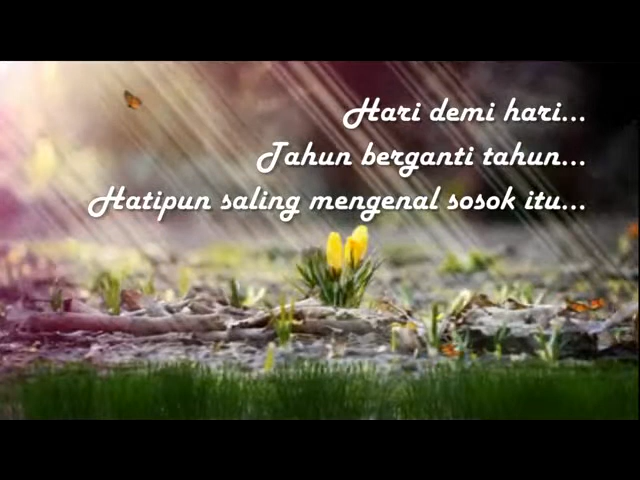 Hari demi hari...
Tahun berganti tahun...
Hatipun saling mengenal sosok itu...